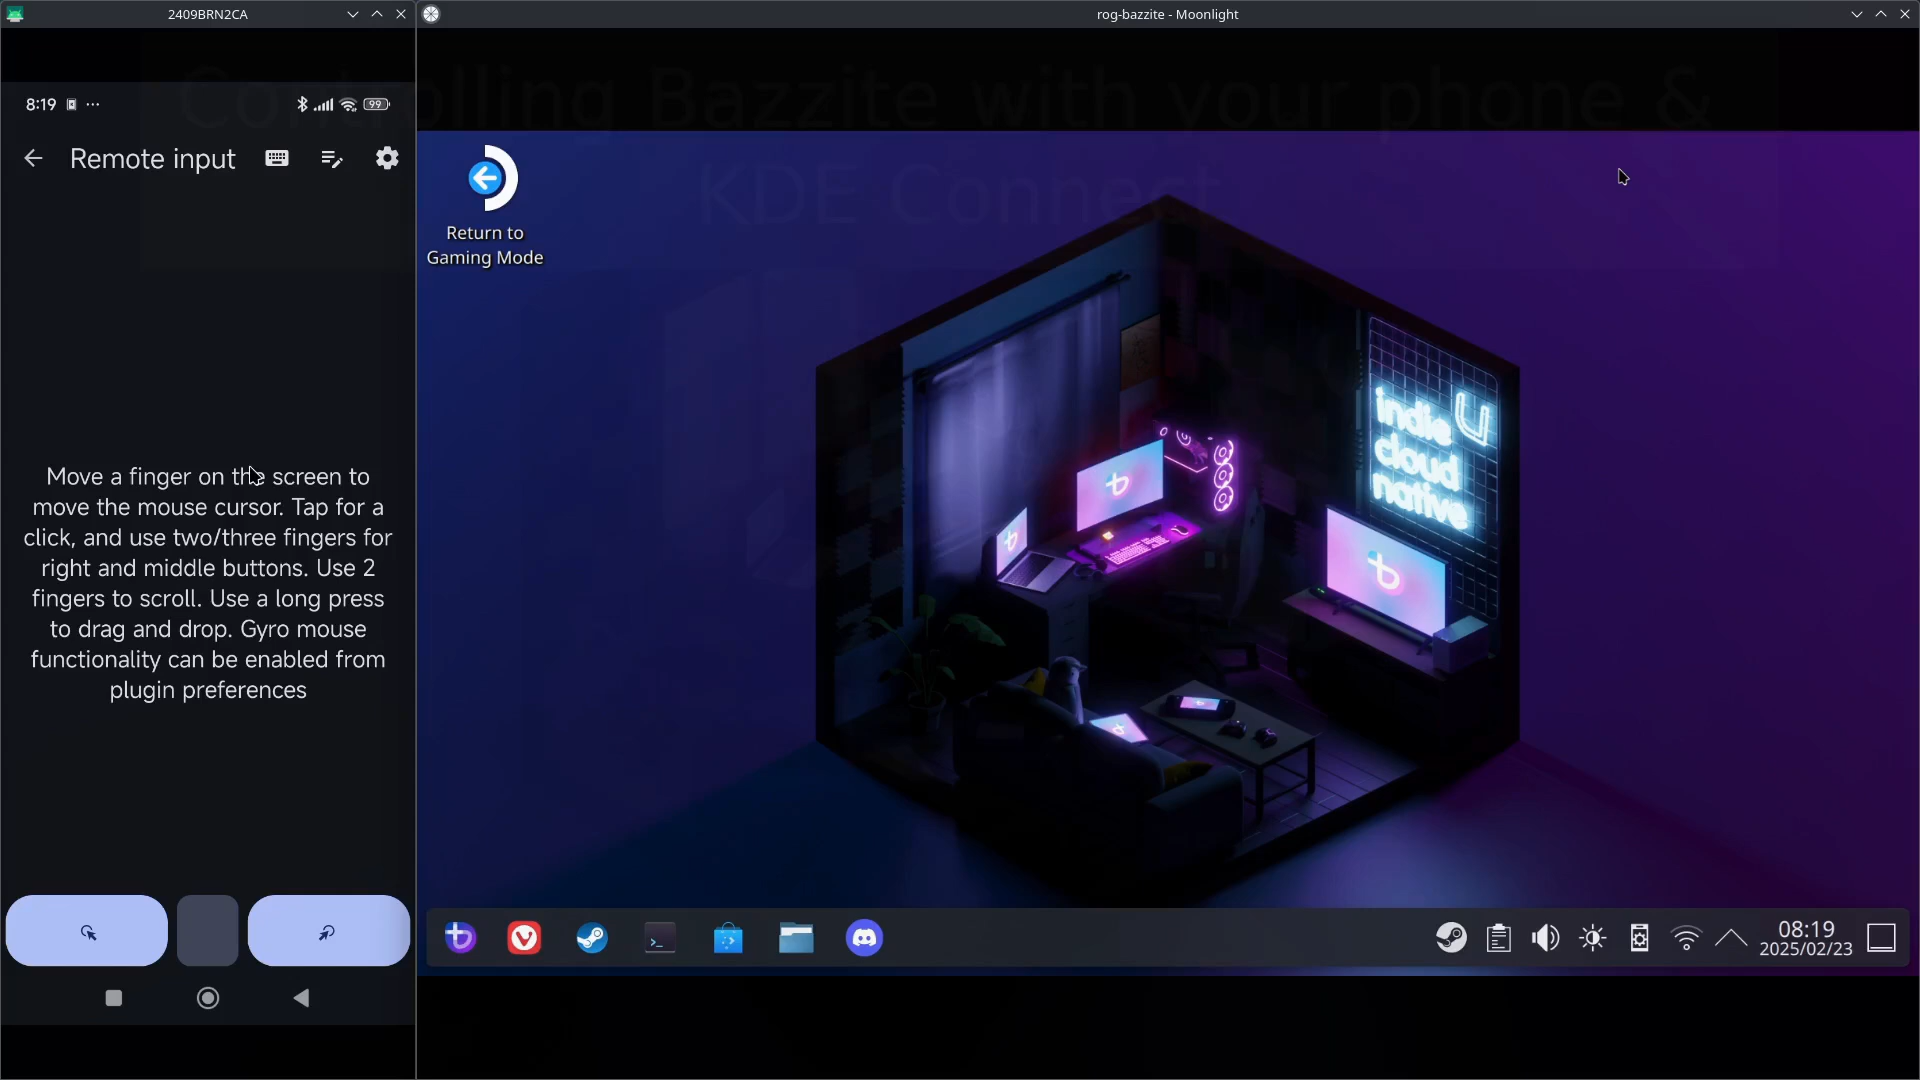 2409BRN2CA
rog-bazzite - Moonlight
Controlling Bazzite with your phone &
KDE Connect
8:19
99
Remote input
Move a finger on the screen to
move the mouse cursor. Tap for a
click, and use two/three fingers for
right and middle buttons. Use 2
fingers to scroll. Use a long press
to drag and drop. Gyro mouse
functionality can be enabled from
plugin preferences
Return to
Gaming Mode
indie
cloud
native
08:19
2025/02/23